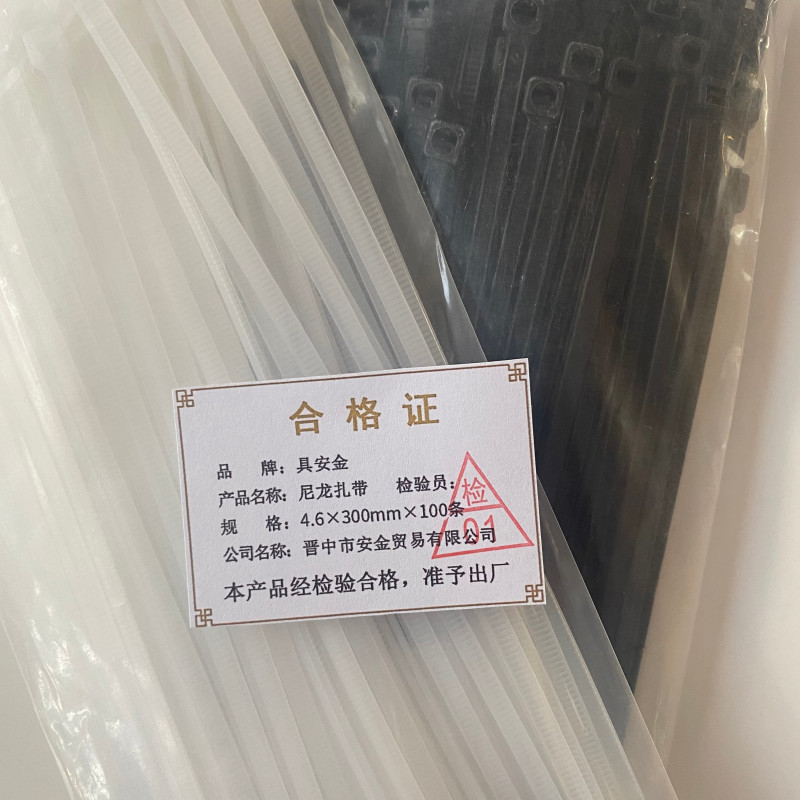 合格证
品 牌：具安金
产品名称：尼龙扎带 检验员：
检
规 格：4.6×300mm×100条
01
公司名称：晋中市安金贸易有限公司
本产品经检验合格，准予出厂